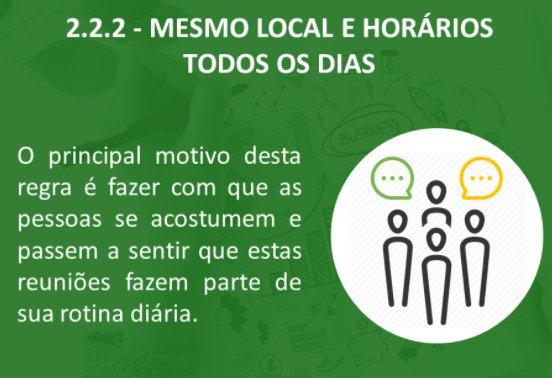 2.2.2 - MESMO LOCAL E HORÁRIOS
TODOS OS DIAS
O principal motivo desta
regra é fazer com que as
pessoas se acostumem e
passem a sentir que estas
reuniões fazem parte de
sua rotina diária.
BUSINESS